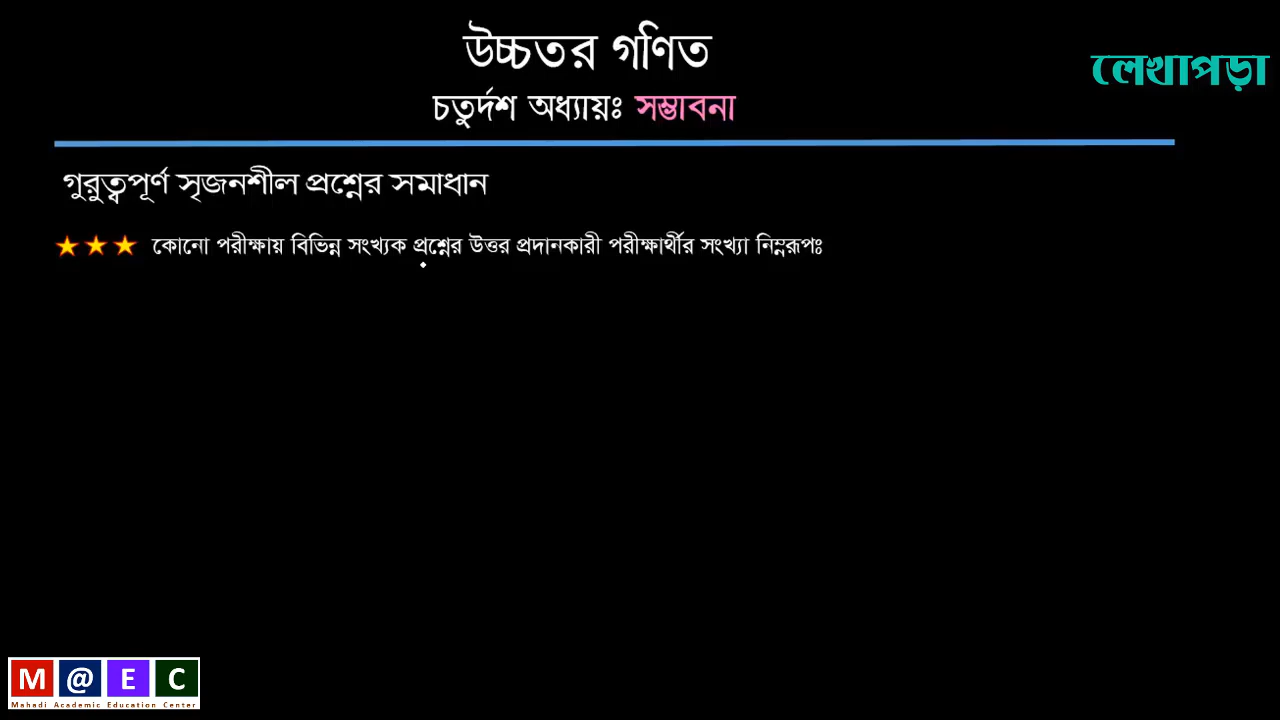 উচ্চতর গণিত
লেখাপড়া
চতুর্দশ অধ্যায়ঃ সম্ভাবনা
গুরুত্বপূর্ণ সৃজনশীল প্রশ্নের সমাধান
কোনো পরীক্ষায় বিভিন্ন সংখ্যক প্রশ্নের উত্তর প্রদানকারী পরীক্ষার্থীর সংখ্যা নিম্নরূপঃ
M @ E C
Mahadi Academic Education Center